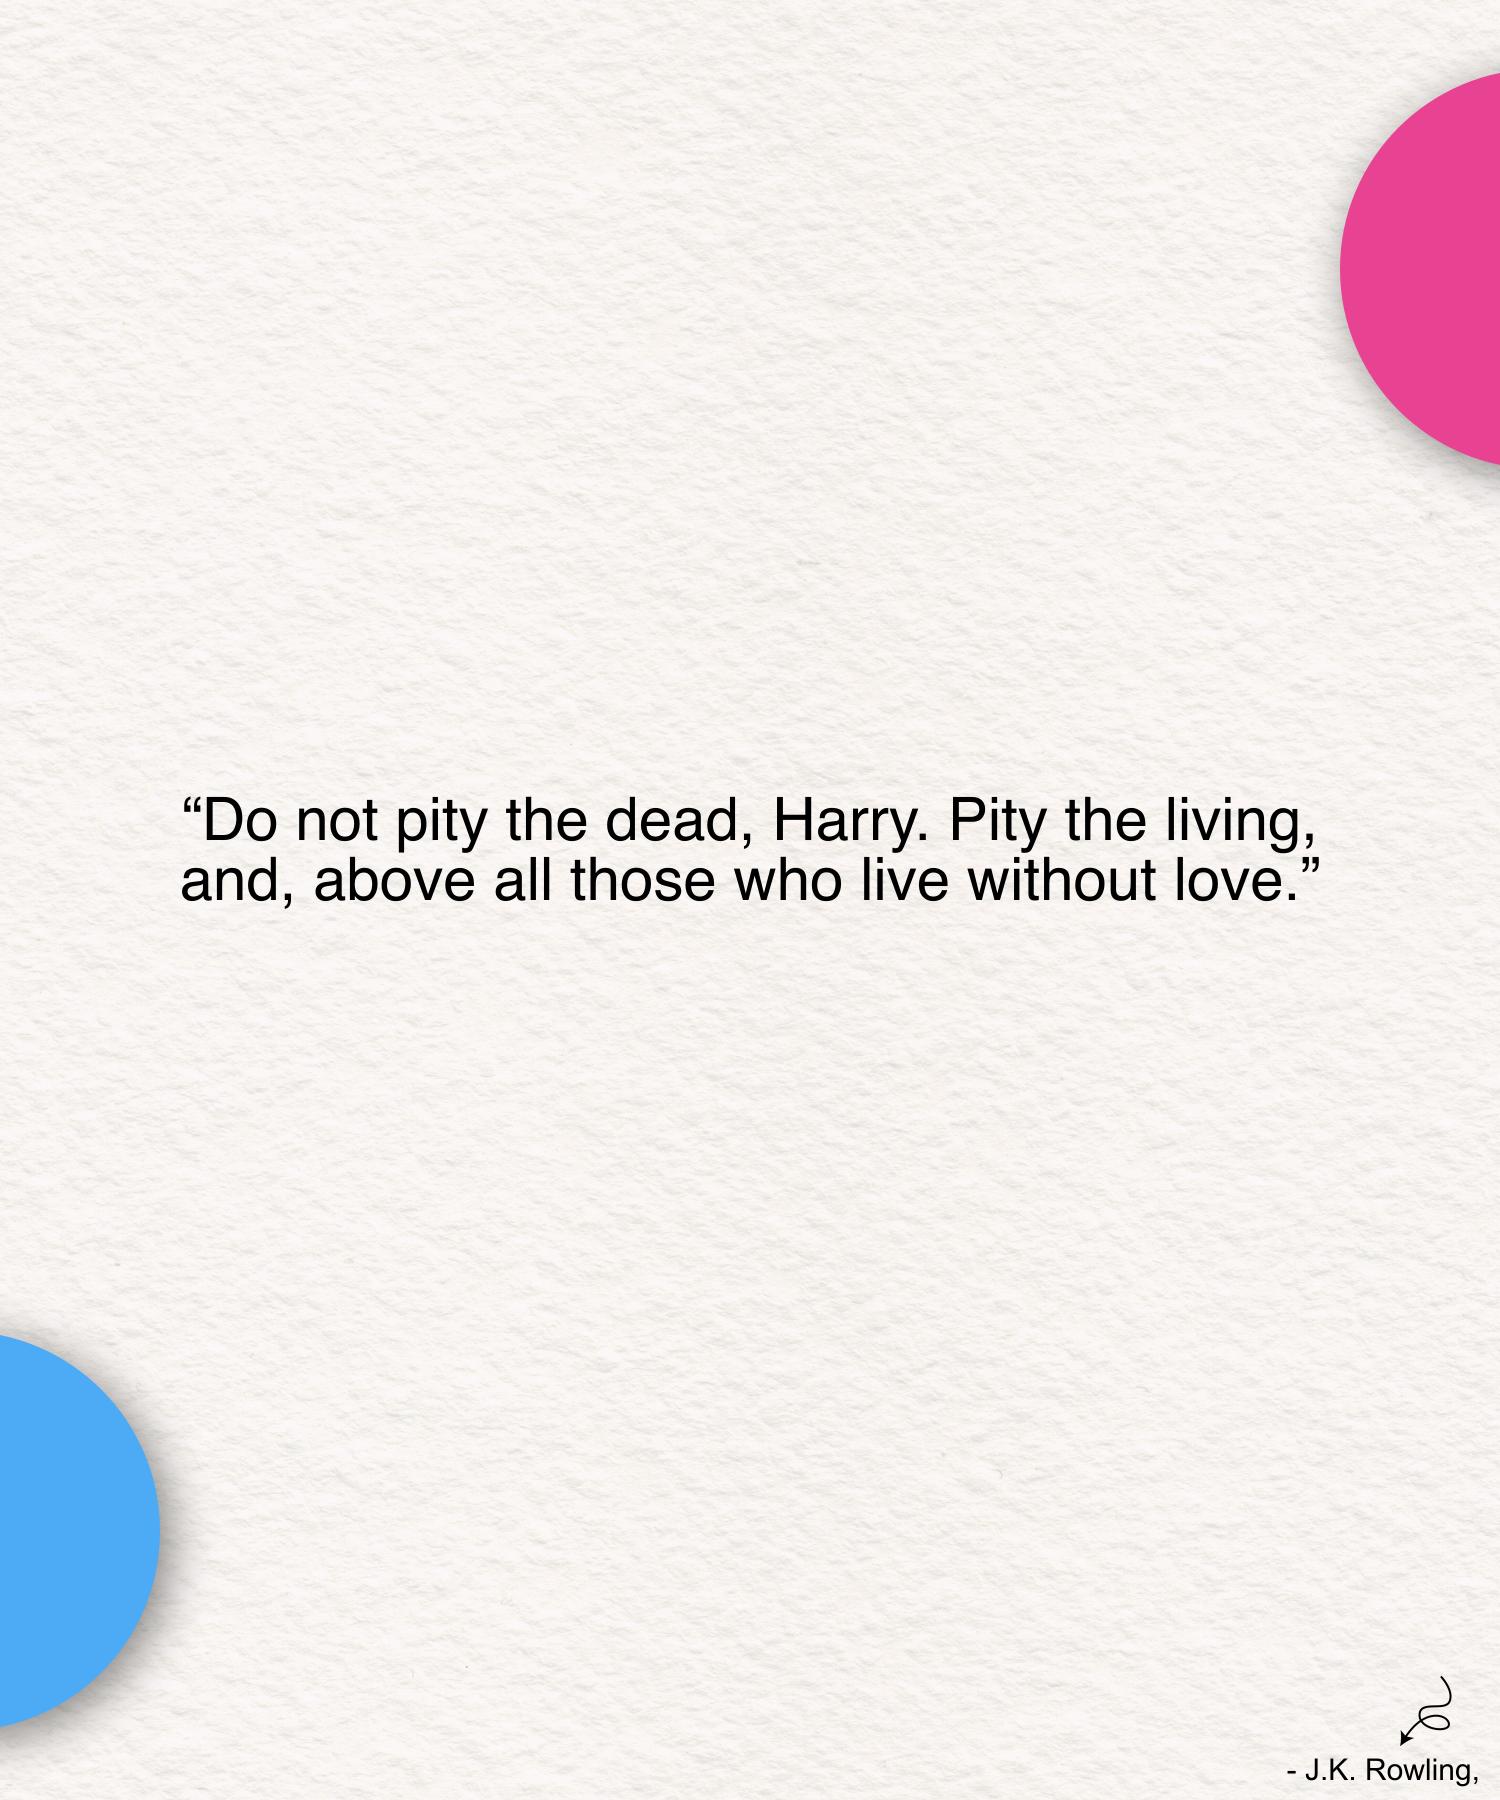 “Do not pity the dead, Harry. Pity the living,
and, above all those who live without love.”
- J.K. Rowling,